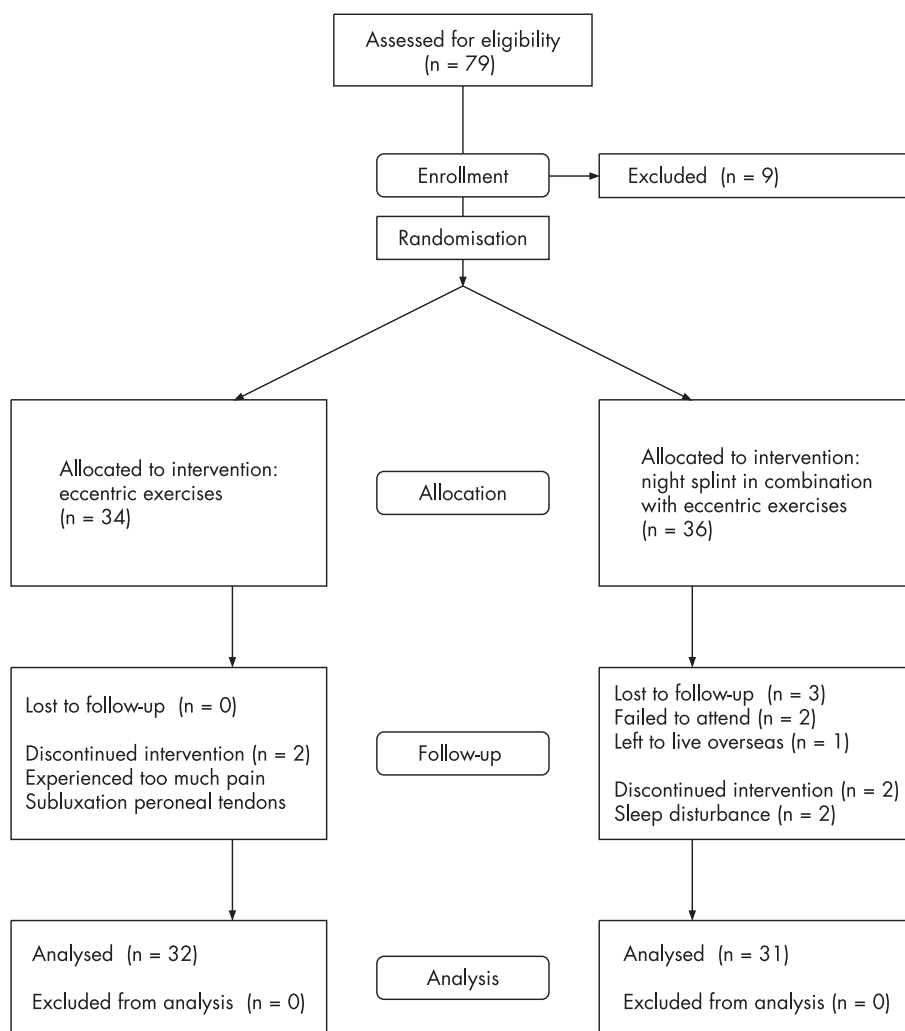 Assessed for eligibility
(n = 79)
Enrollment
Excluded (n = 9)
Randomisation
Allocated to intervention:
eccentric exercises
(n = 34)
Allocation
Allocated to intervention:
night splint in combination
with eccentric exercises
(n = 36)
Lost to follow-up (n = 0)
Discontinued intervention (n = 2)
Experienced too much pain
Subluxation peroneal tendons
Follow-up
Lost to follow-up (n = 3)
Failed to attend (n = 2)
Left to live overseas (n = 1)
Discontinued intervention (n = 2)
Sleep disturbance (n = 2)
Analysed (n = 32)
Excluded from analysis (n = 0)
Analysis
Analysed (n = 31)
Excluded from analysis (n = 0)